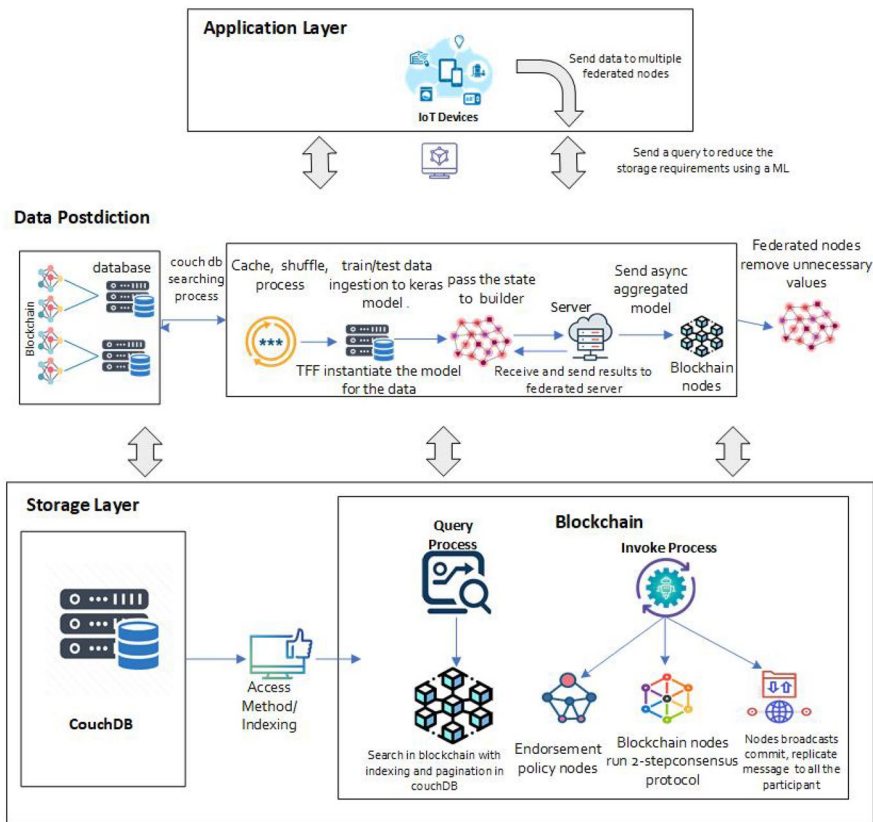 Application Layer
Send data to multiple
federated nodes
IoT Devices
Send a query to reduce the
storage requirements using a ML
Data Postdiction
Blockchain
database
couch db
searching
process
Cache, shuffle,
process
***
train/test data
ingestion to keras
model .
TFF instantiate the model
for the data
pass the state
to builder
Server
Receive and send results to
federated server
Send async
aggregated
model
Blockhain
nodes
Federated nodes
remove unnecessary
values
Storage Layer
CouchDB
Access
Method/
Indexing
Blockchain
Query
Process
Search in blockchain with
indexing and pagination in
couchDB
Invoke Process
Endorsement
policy nodes
Blockchain nodes
run 2-stepconsensus
protocol
Nodes broadcasts
commit, replicate
message to all the
participant